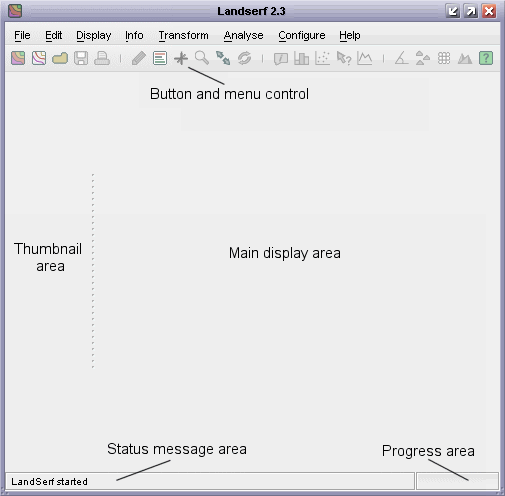 Landserf 2.3
File Edit Display Info Transform Analyse Configure Help
Button and menu control
Thumbnail
area
Main display area
Status message area
Progress area
LandSerf started